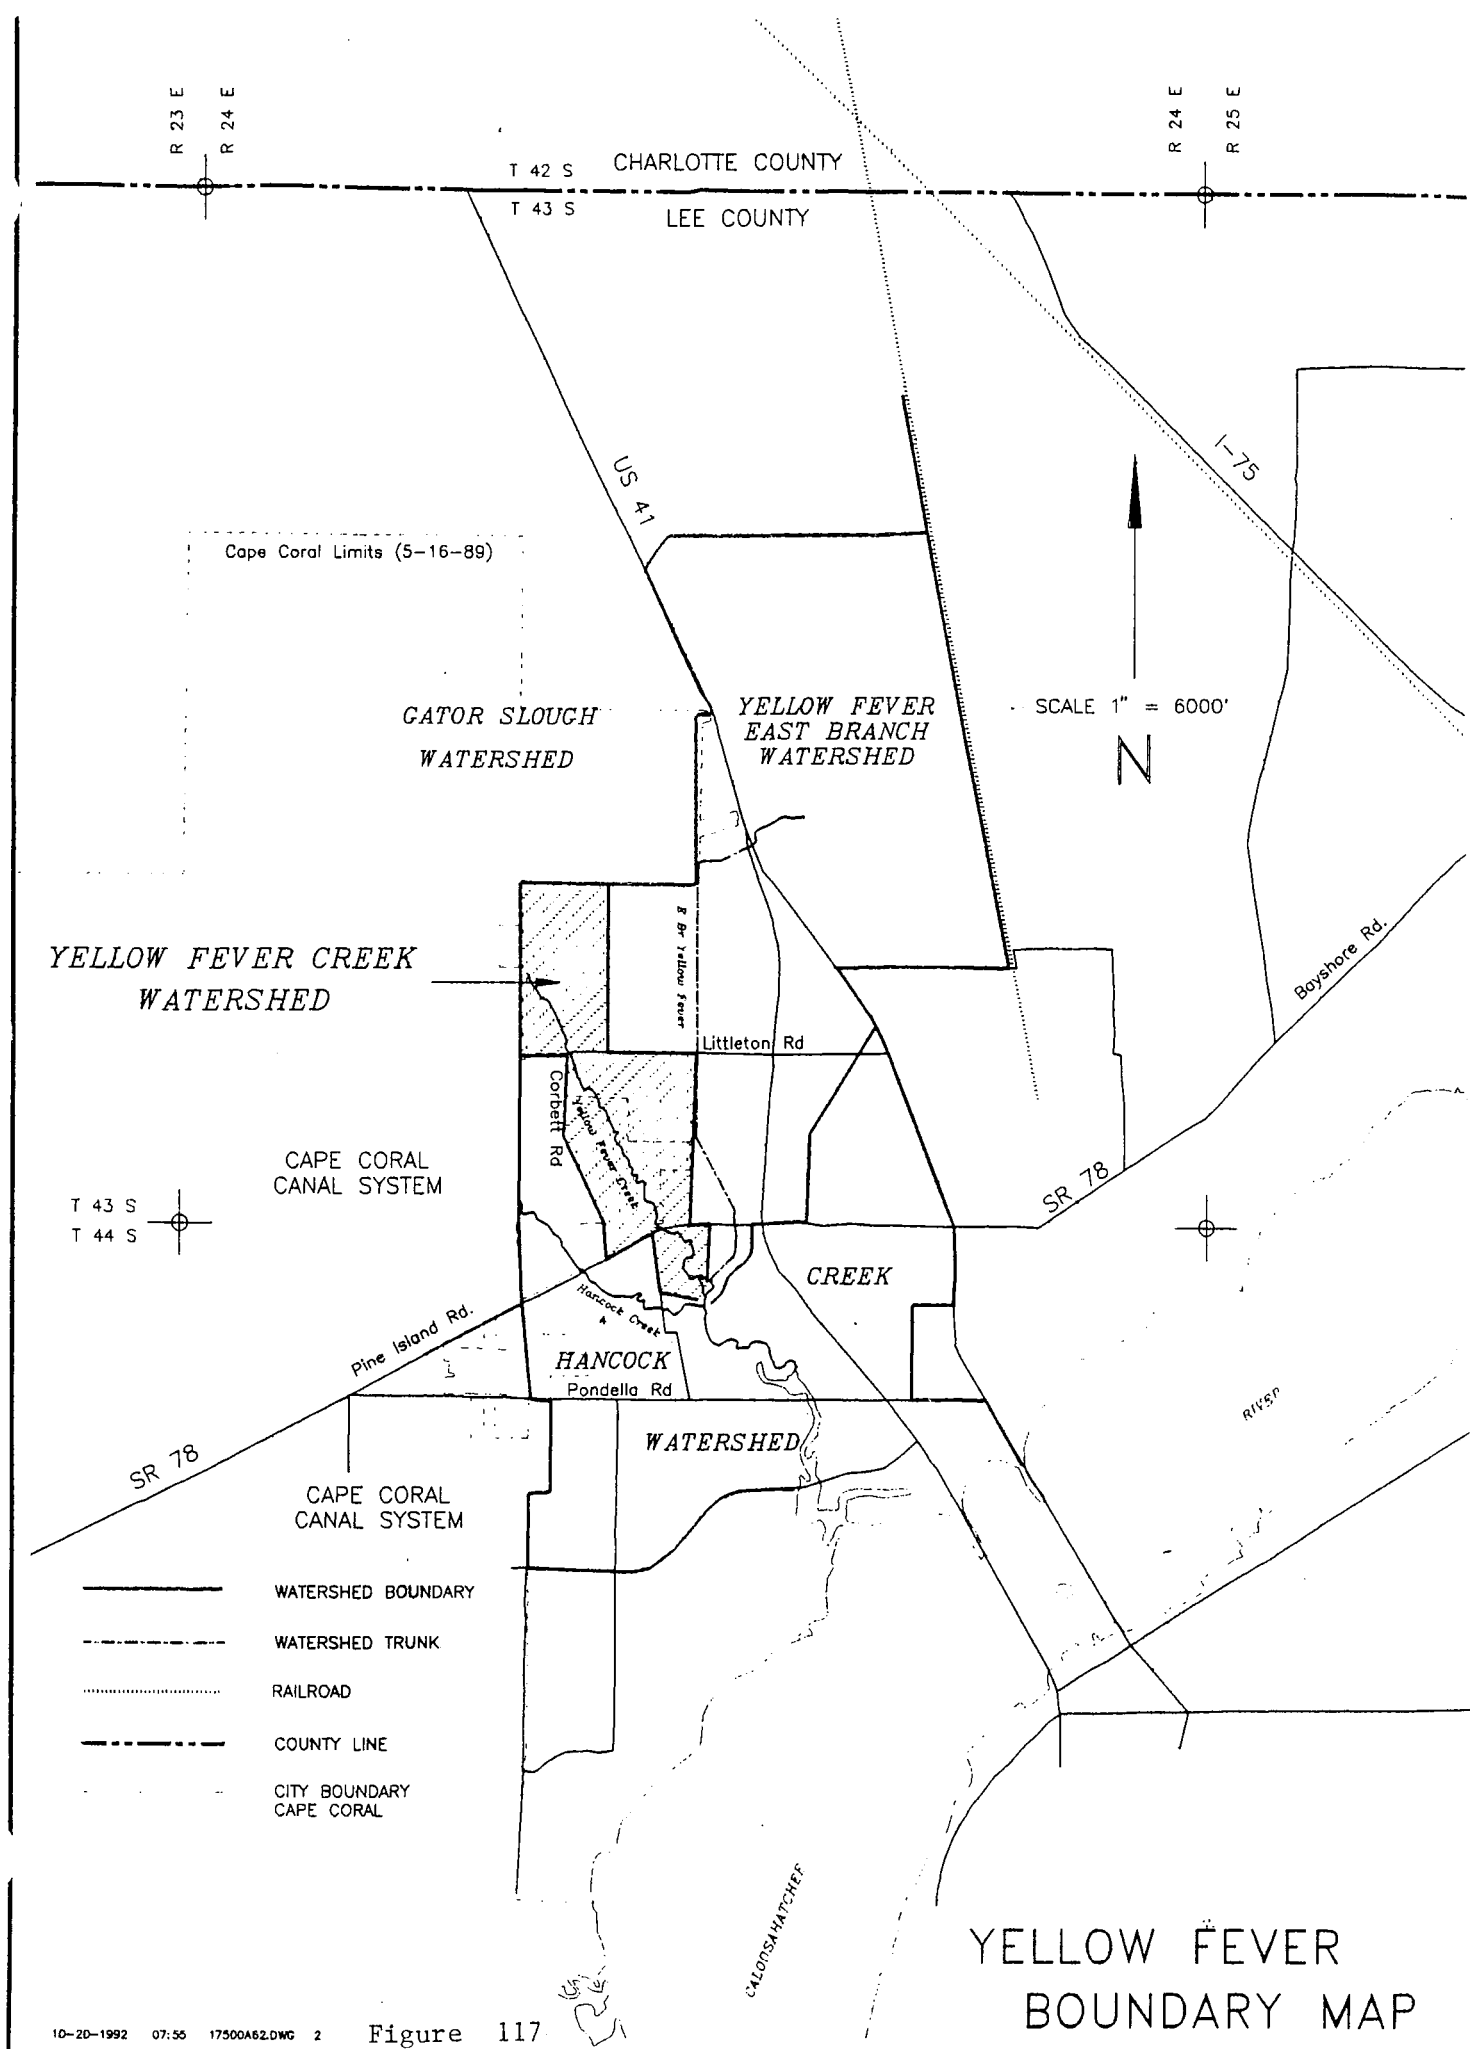 R 23 E
R 24 E
R 24 E
R 25 E
T 42 S
CHARLOTTE COUNTY
T 43 S
LEE COUNTY
US 41
I-75
Cape Coral Limits (5-16-89)
GATOR SLOUGH
WATERSHED
YELLOW FEVER
EAST BRANCH
WATERSHED
SCALE 1" = 6000'
N
YELLOW FEVER CREEK
WATERSHED
E Br Yellow Fever
Bayshore Rd.
Littleton Rd
Corbett Rd
Yellow Fever Creek
CAPE CORAL
CANAL SYSTEM
SR 78
T 43 S
T 44 S
CREEK
Hancock Creek
Pine Island Rd.
HANCOCK
Pondella Rd
RIVER
WATERSHED
SR 78
CAPE CORAL
CANAL SYSTEM
WATERSHED BOUNDARY
WATERSHED TRUNK
RAILROAD
COUNTY LINE
CITY BOUNDARY
CAPE CORAL
CALOOSAHATCHEE
YELLOW FEVER
BOUNDARY MAP
10-20-1992 07:55 17500A62.DWG 2
Figure 117